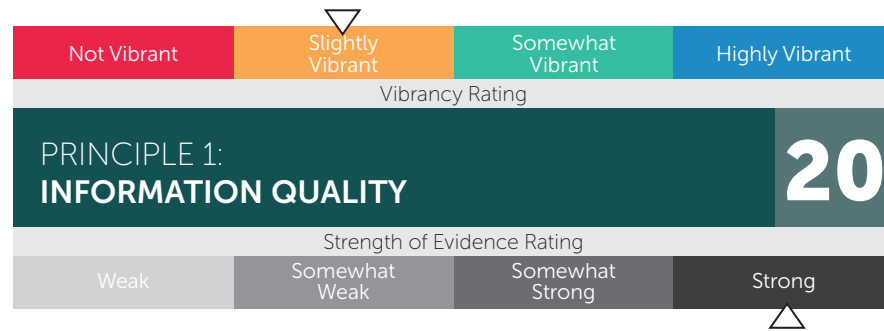 Not Vibrant
Slightly
Vibrant
Somewhat
Vibrant
Highly Vibrant
Vibrancy Rating
PRINCIPLE 1:
INFORMATION QUALITY
20
Strength of Evidence Rating
Weak
Somewhat
Weak
Somewhat
Strong
Strong